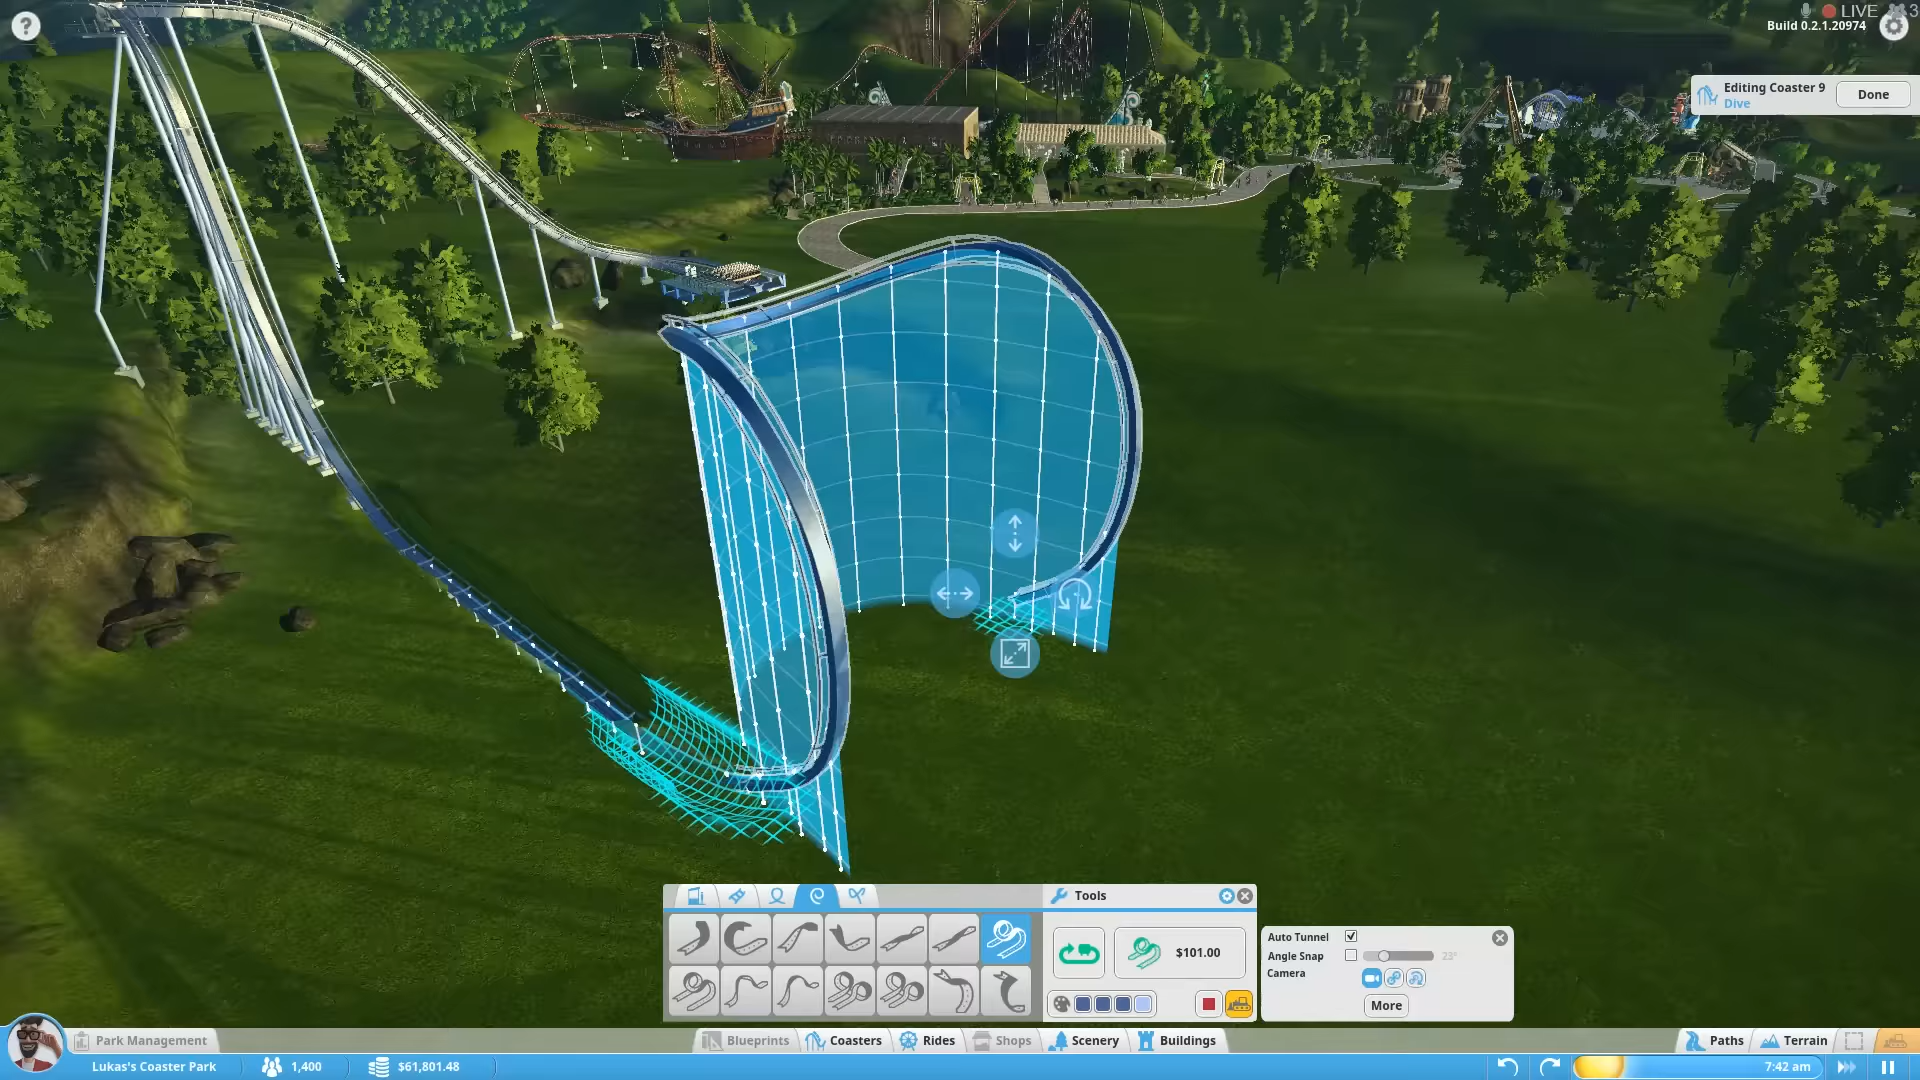 LIVE 3
Build 0.2.1.20974
Editing Coaster 9
Dive
Done
Tools
$101.00
Auto Tunnel
Angle Snap
23°
Camera
More
Park Management
Blueprints
Coasters
Rides
Shops
Scenery
Buildings
Paths
Terrain
Lukas's Coaster Park
1,400
$61,801.48
7:42 am